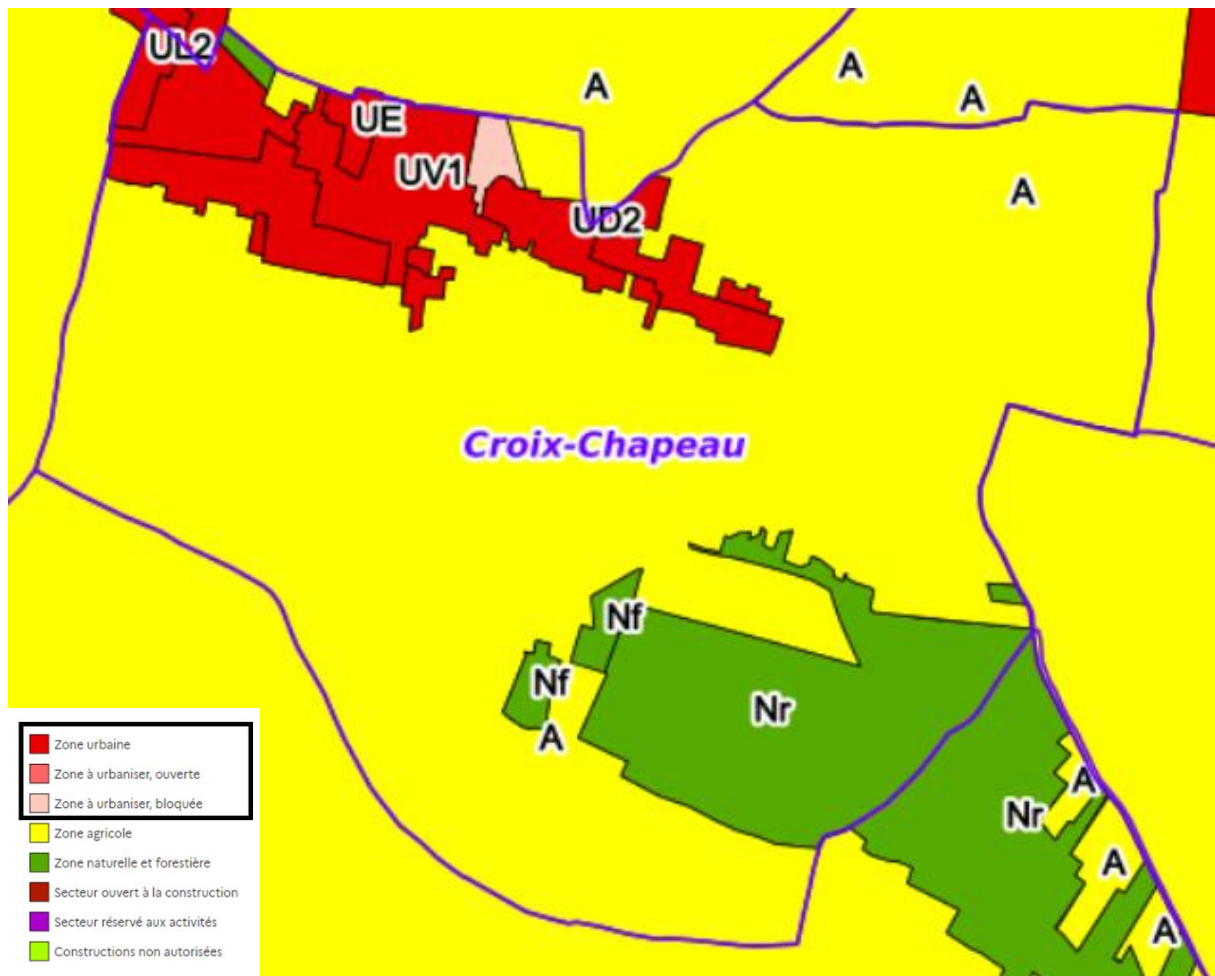 UL2
A
A
A
UE
UV1
A
UD2
Croix-Chapeau
Nf
Nf
Nr
A
A
Nr
A
A
Zone urbaine
Zone à urbaniser, ouverte
Zone à urbaniser, bloquée
Zone agricole
Zone naturelle et forestière
Secteur ouvert à la construction
Secteur réservé aux activités
Constructions non autorisées